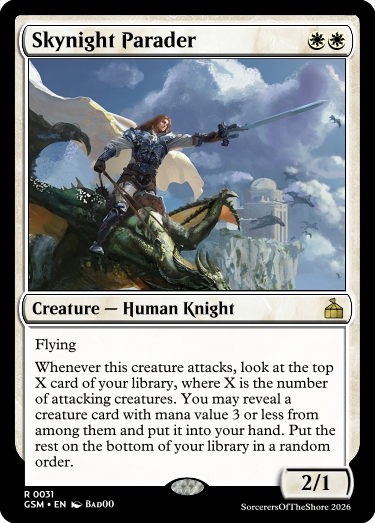 Skynight Parader
Creature — Human Knight
Flying
Whenever this creature attacks, look at the top
X card of your library, where X is the number
of attacking creatures. You may reveal a
creature card with mana value 3 or less from
among them and put it into your hand. Put the
rest on the bottom of your library in a random
order.
2/1
R 0031
GSM • EN BAD00
SorcerersOfTheShore 2026